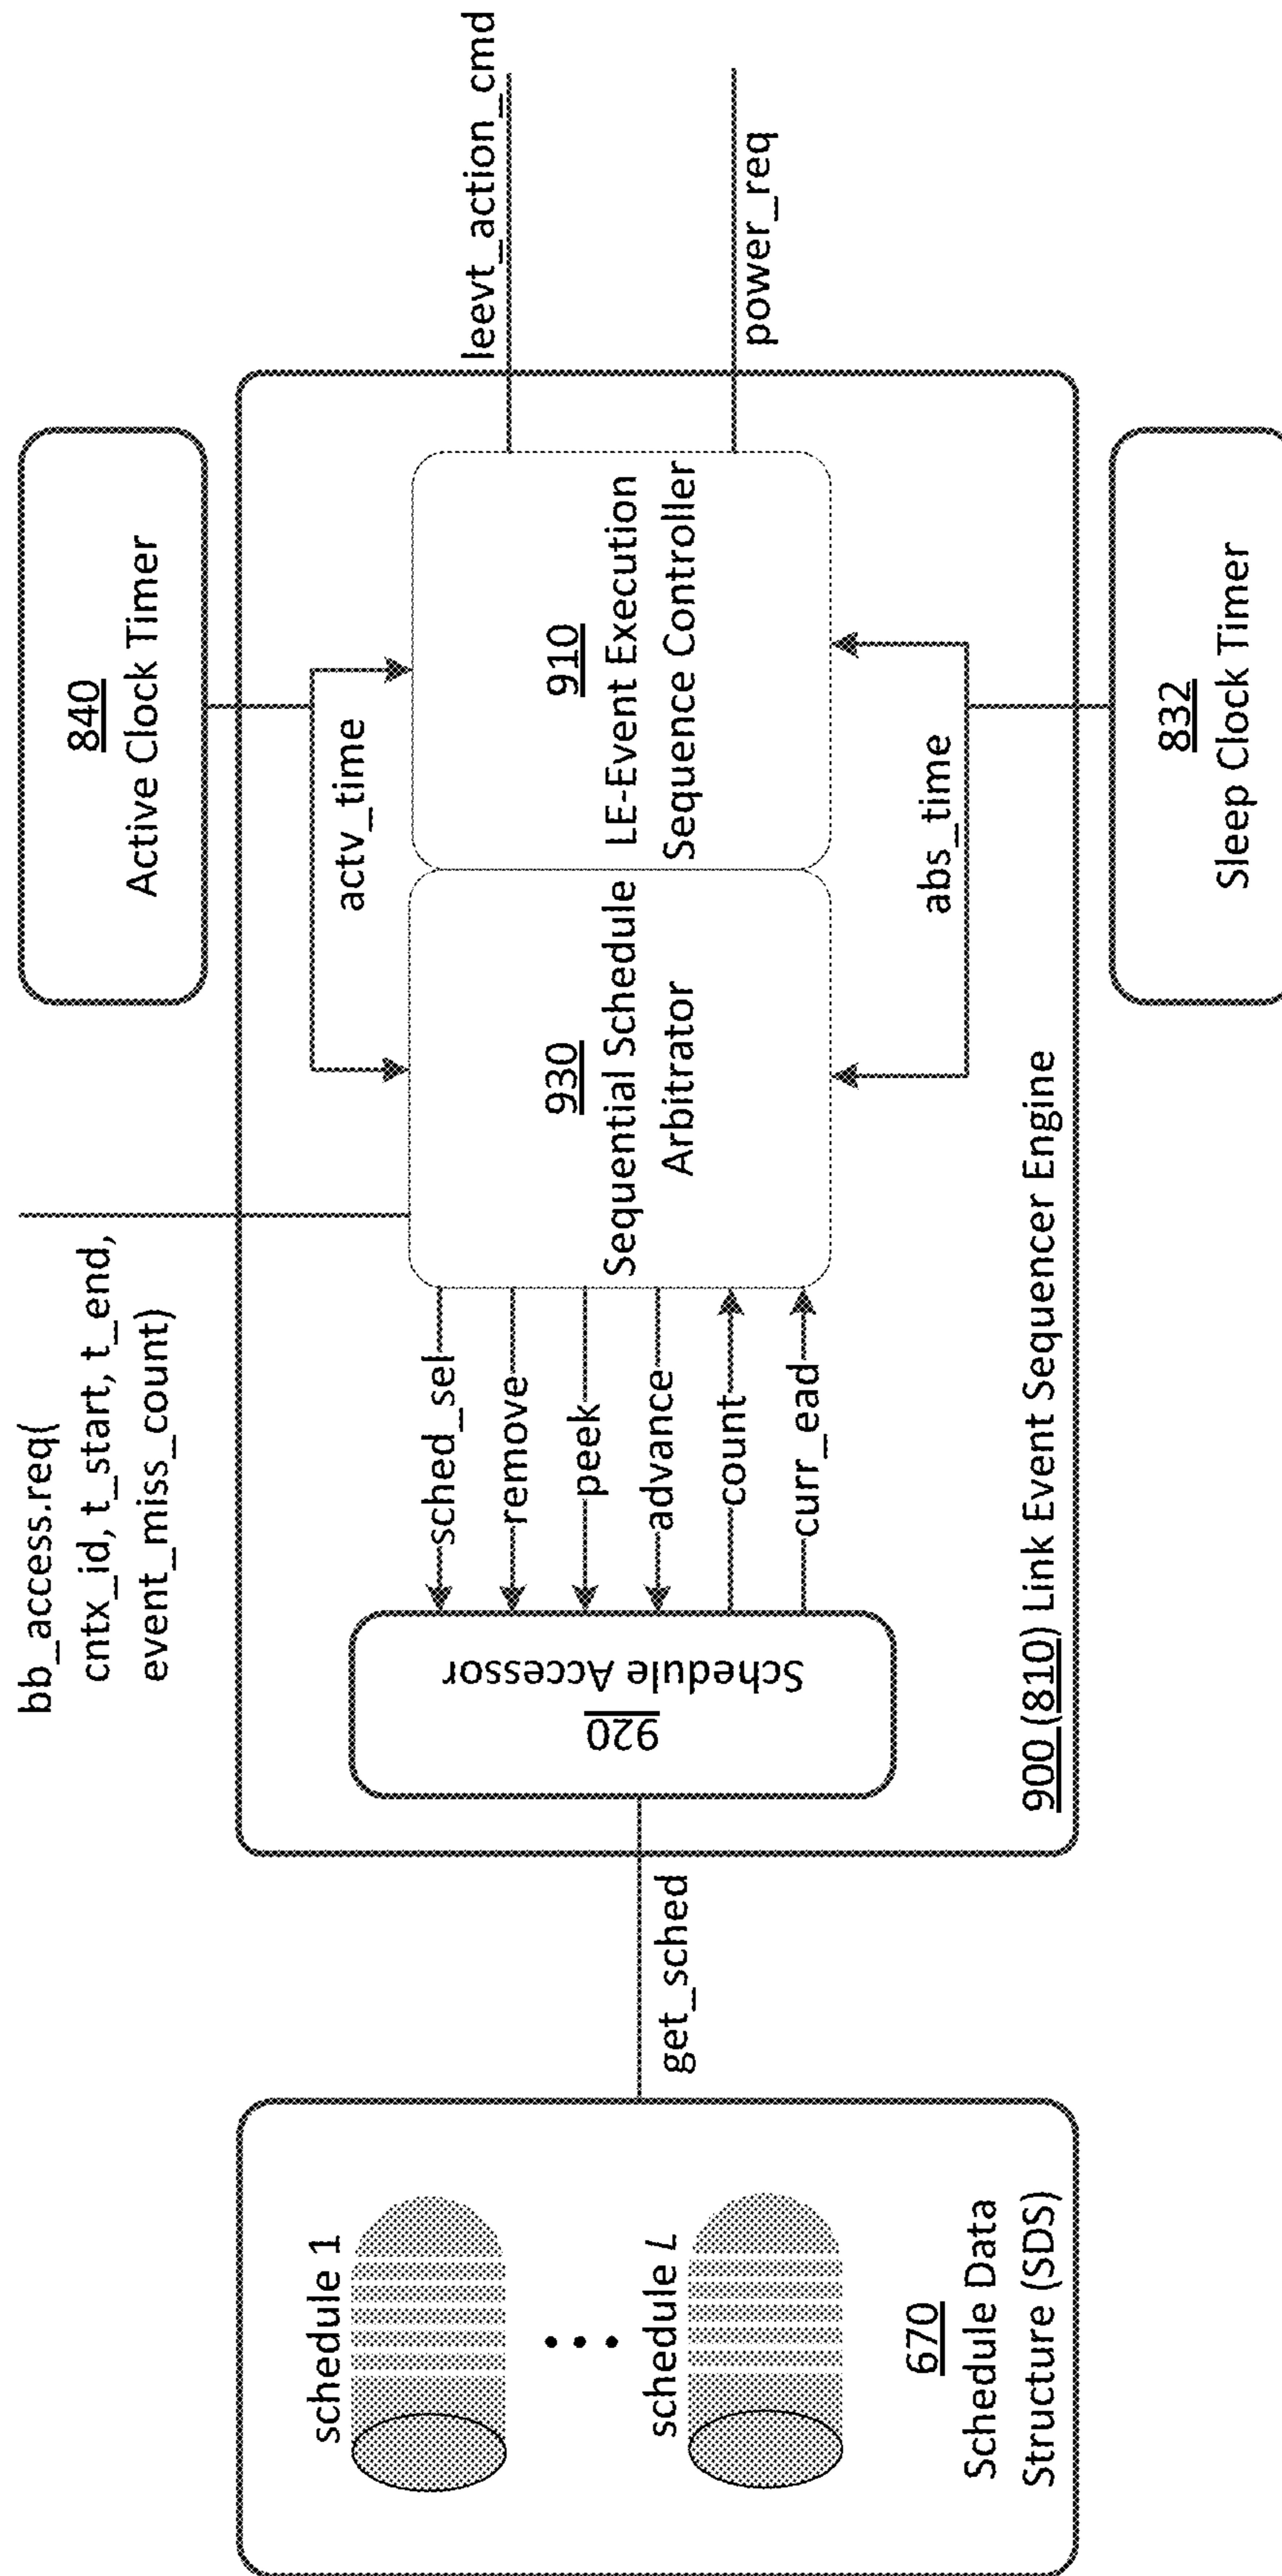 schedule 1
schedule L
670
Schedule Data
Structure (SDS)
get_sched
bb_access.req(
cntx_id, t_start, t_end,
event_miss_count)
920
Schedule Accessor
sched_sel
remove
peek
advance
count
curr_ead
930
Sequential Schedule
Arbitrator
910
LE-Event Execution
Sequence Controller
actv_time
abs_time
840
Active Clock Timer
832
Sleep Clock Timer
leevt_action_cmd
power_req
900 (810) Link Event Sequencer Engine